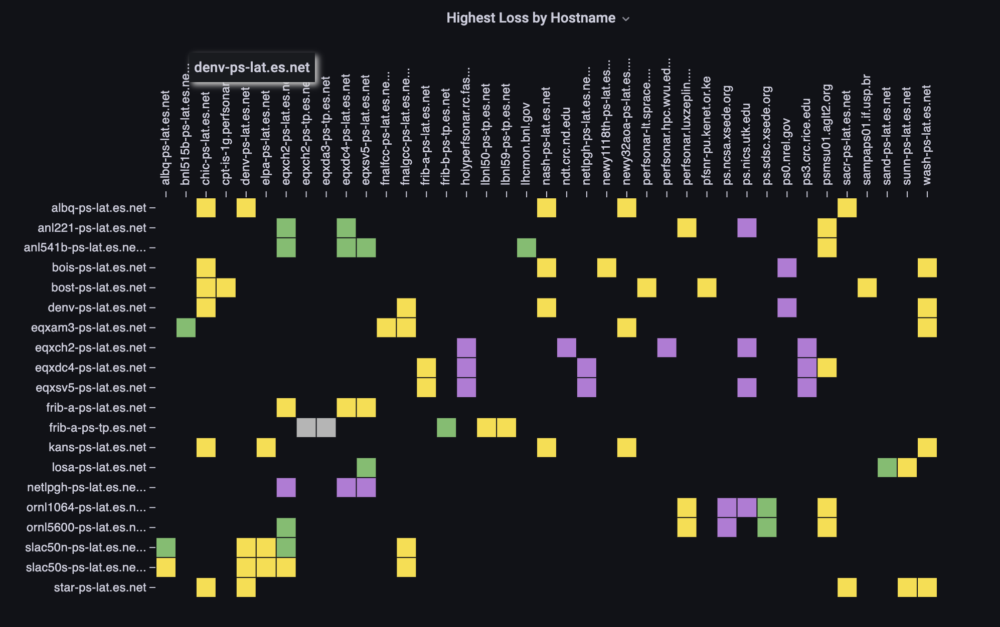 Highest Loss by Hostname
denv-ps-lat.es.net
albq-ps-lat.es.net
bnl515b-ps-lat.es.ne...
chic-ps-lat.es.net
cpt-is-1g.perfsonar
denv-ps-lat.es.net
elpa-ps-lat.es.net
eqxch2-ps-lat.es.ne
eqxch2-ps-tp.es.net
eqxda3-ps-tp.es.net
eqxdc4-ps-lat.es.net
eqxsv5-ps-lat.es.net
fnalfcc-ps-lat.es.ne...
fnalgcc-ps-lat.es.ne...
frib-a-ps-lat.es.net
frib-b-ps-tp.es.net
holyperfsonar.rc.fas...
lbnl50-ps-tp.es.net
lbnl59-ps-tp.es.net
lhcmon.bnl.gov
nash-ps-lat.es.net
ndt.crc.nd.edu
netlpgh-ps-lat.es.ne...
newy1118th-ps-lat.es...
newy32aoa-ps-lat.es....
perfsonar-lt.sprace....
perfsonar.hpc.wvu.ed...
perfsonar.luxzeplin....
pfsnr-pu.kenet.or.ke
ps.ncsa.xsede.org
ps.nics.utk.edu
ps.sdsc.xsede.org
ps0.nrel.gov
ps3.crc.rice.edu
psmsu01.aglt2.org
sacr-ps-lat.es.net
sampaps01.if.usp.br
sand-ps-lat.es.net
sunn-ps-lat.es.net
wash-ps-lat.es.net
albq-ps-lat.es.net
anl221-ps-lat.es.net
anl541b-ps-lat.es.ne...
bois-ps-lat.es.net
bost-ps-lat.es.net
denv-ps-lat.es.net
eqxam3-ps-lat.es.net
eqxch2-ps-lat.es.net
eqxdc4-ps-lat.es.net
eqxsv5-ps-lat.es.net
frib-a-ps-lat.es.net
frib-a-ps-tp.es.net
kans-ps-lat.es.net
losa-ps-lat.es.net
netlpgh-ps-lat.es.ne...
ornl1064-ps-lat.es.n...
ornl5600-ps-lat.es.n...
slac50n-ps-lat.es.ne...
slac50s-ps-lat.es.ne...
star-ps-lat.es.net